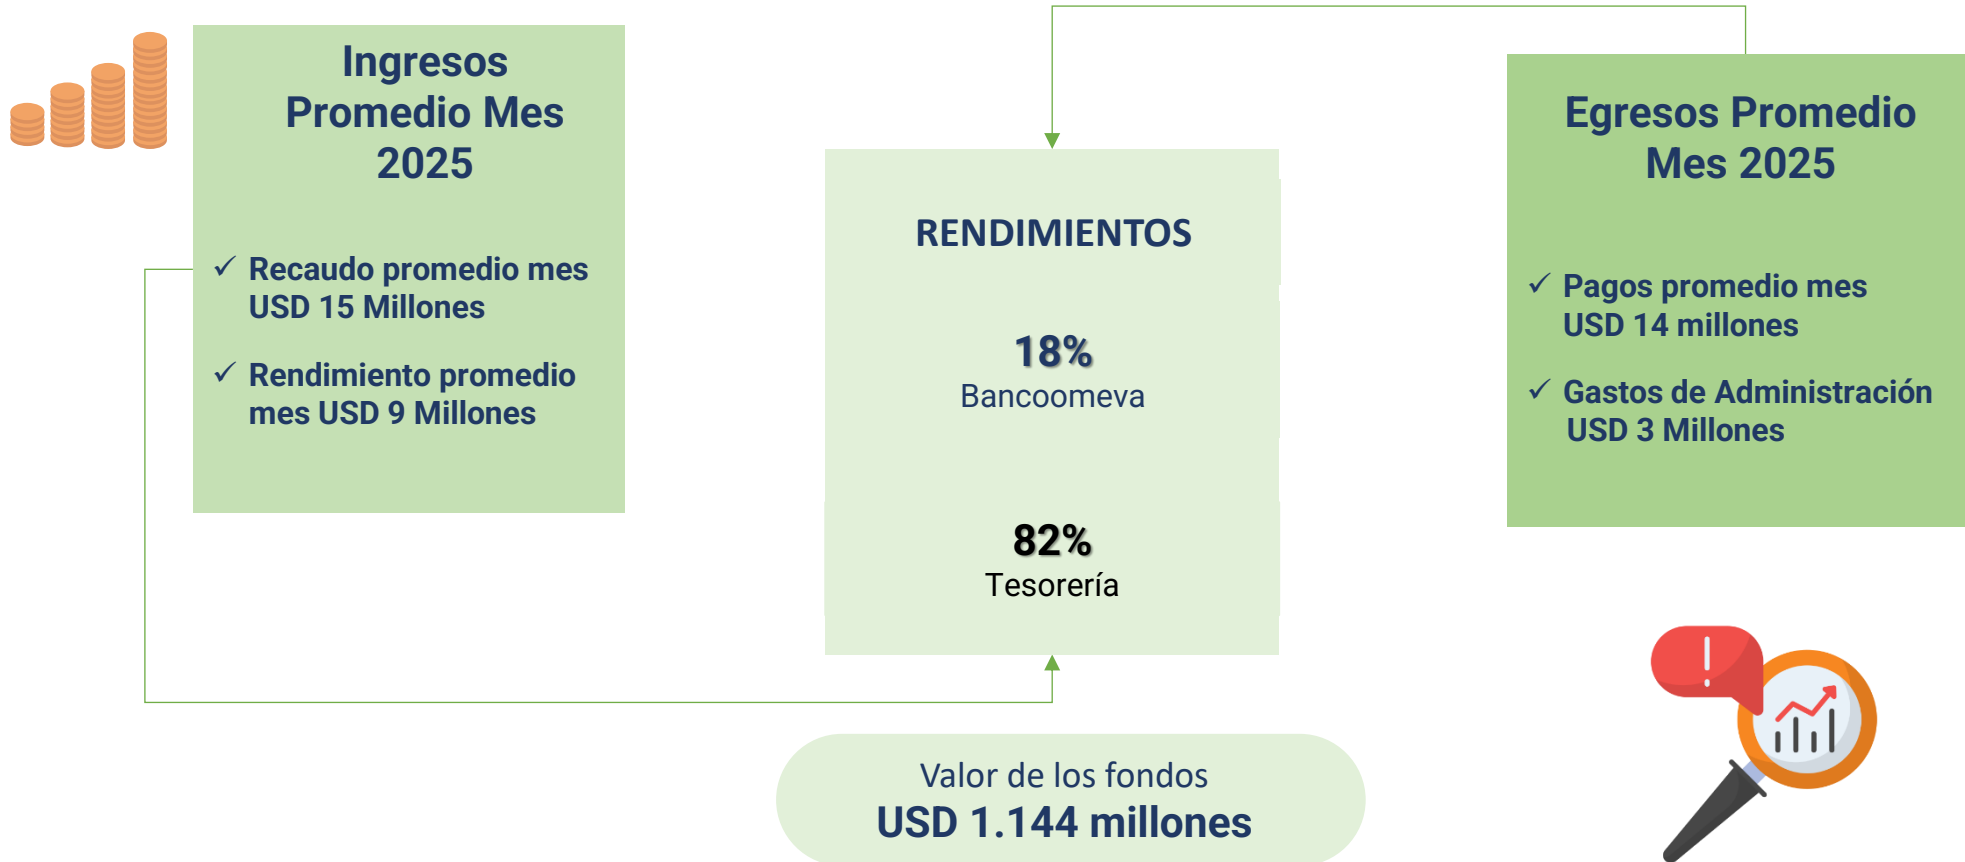 Ingresos
Promedio Mes
2025
✓ Recaudo promedio mes
USD 15 Millones
✓ Rendimiento promedio
mes USD 9 Millones
RENDIMIENTOS
18%
Bancoomeva
82%
Tesorería
Egresos Promedio
Mes 2025
✓ Pagos promedio mes
USD 14 millones
✓ Gastos de Administración
USD 3 Millones
Valor de los fondos
USD 1.144 millones